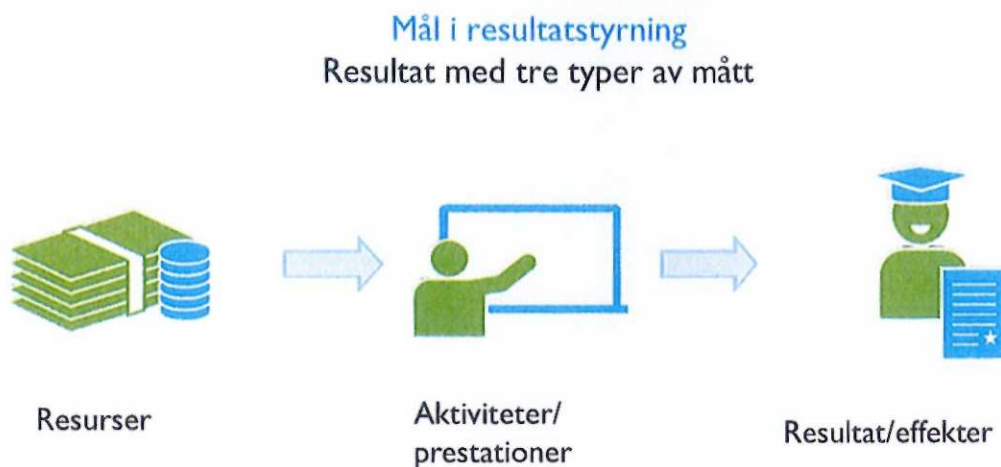 Mål i resultatstyrning
Resultat med tre typer av mått
Resurser
Aktiviteter/
prestationer
Resultat/effekter